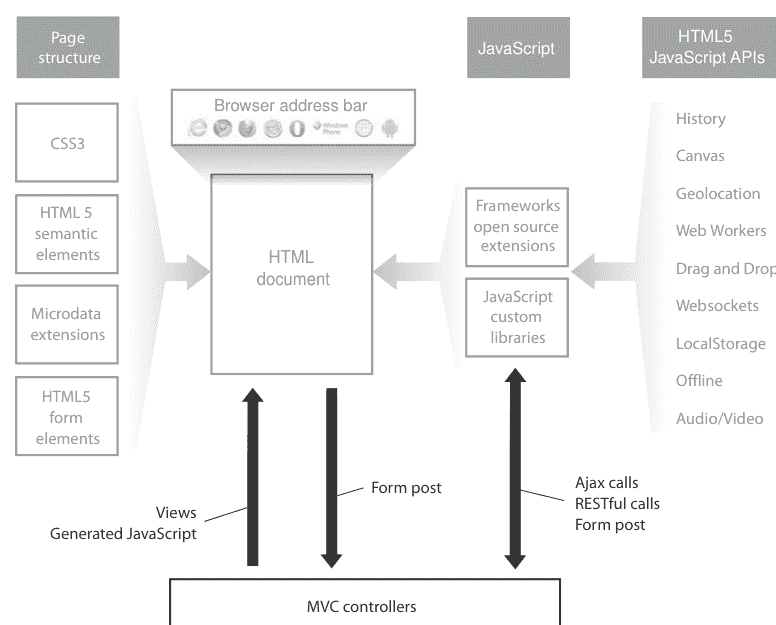 Page
structure
JavaScript
HTML5
JavaScript APIs
Browser address bar
Windows
Phone
CSS3
HTML 5
semantic
elements
Microdata
extensions
HTML5
form
elements
HTML
document
Frameworks
open source
extensions
JavaScript
custom
libraries
History
Canvas
Geolocation
Web Workers
Drag and Drop
Websockets
LocalStorage
Offline
Audio/Video
Views
Generated JavaScript
Form post
Ajax calls
RESTful calls
Form post
MVC controllers